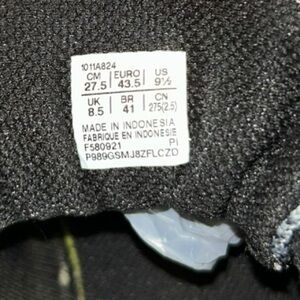 1011A824
CM EURO US
27.5 43.5 9½
UK BR CN
8.5 41 275(2.5)
MADE IN INDONESIA
FABRIQUE EN INDONESIE
F580921 PI
P989GSMJ8ZFLCZD